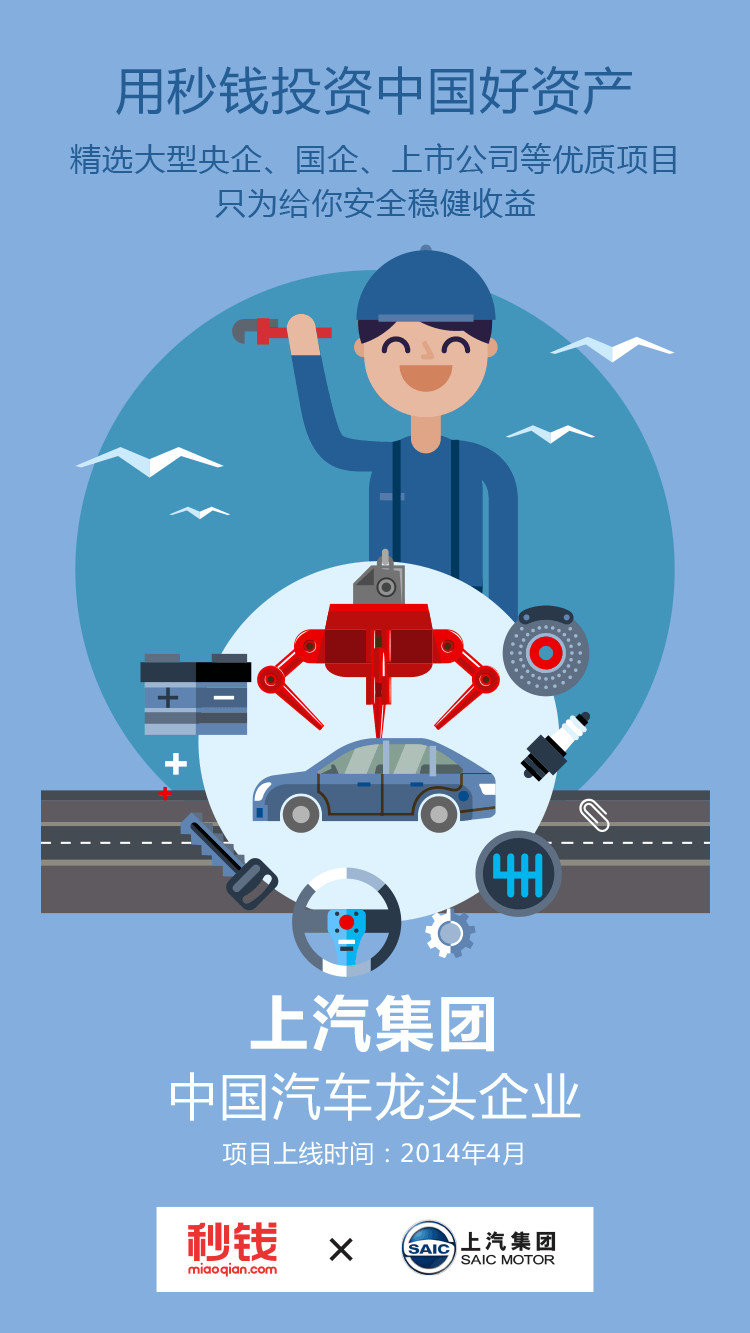 用秒钱投资中国好资产
精选大型央企、国企、上市公司等优质项目
只为给你安全稳健收益
上汽集团
中国汽车龙头企业
项目上线时间：2014年4月
秒钱
miaoqian.com
×
SAIC
上汽集团
SAIC MOTOR